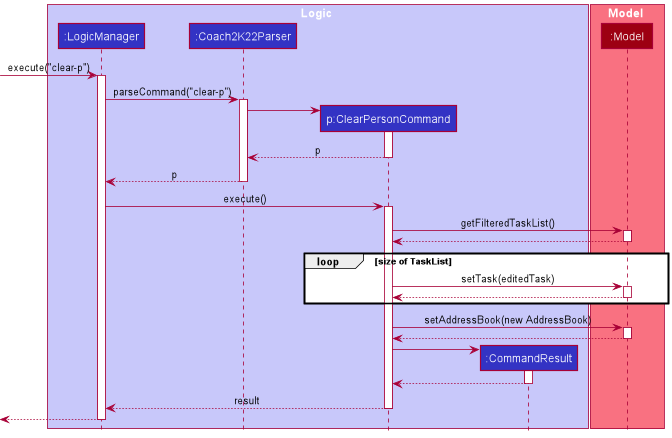 Logic
Model
:LogicManager
:Coach2K22Parser
:Model
execute("clear-p")
parseCommand("clear-p")
p:ClearPersonCommand
p
p
execute()
getFilteredTaskList()
loop
[size of TaskList]
setTask(editedTask)
setAddressBook(new AddressBook)
:CommandResult
result